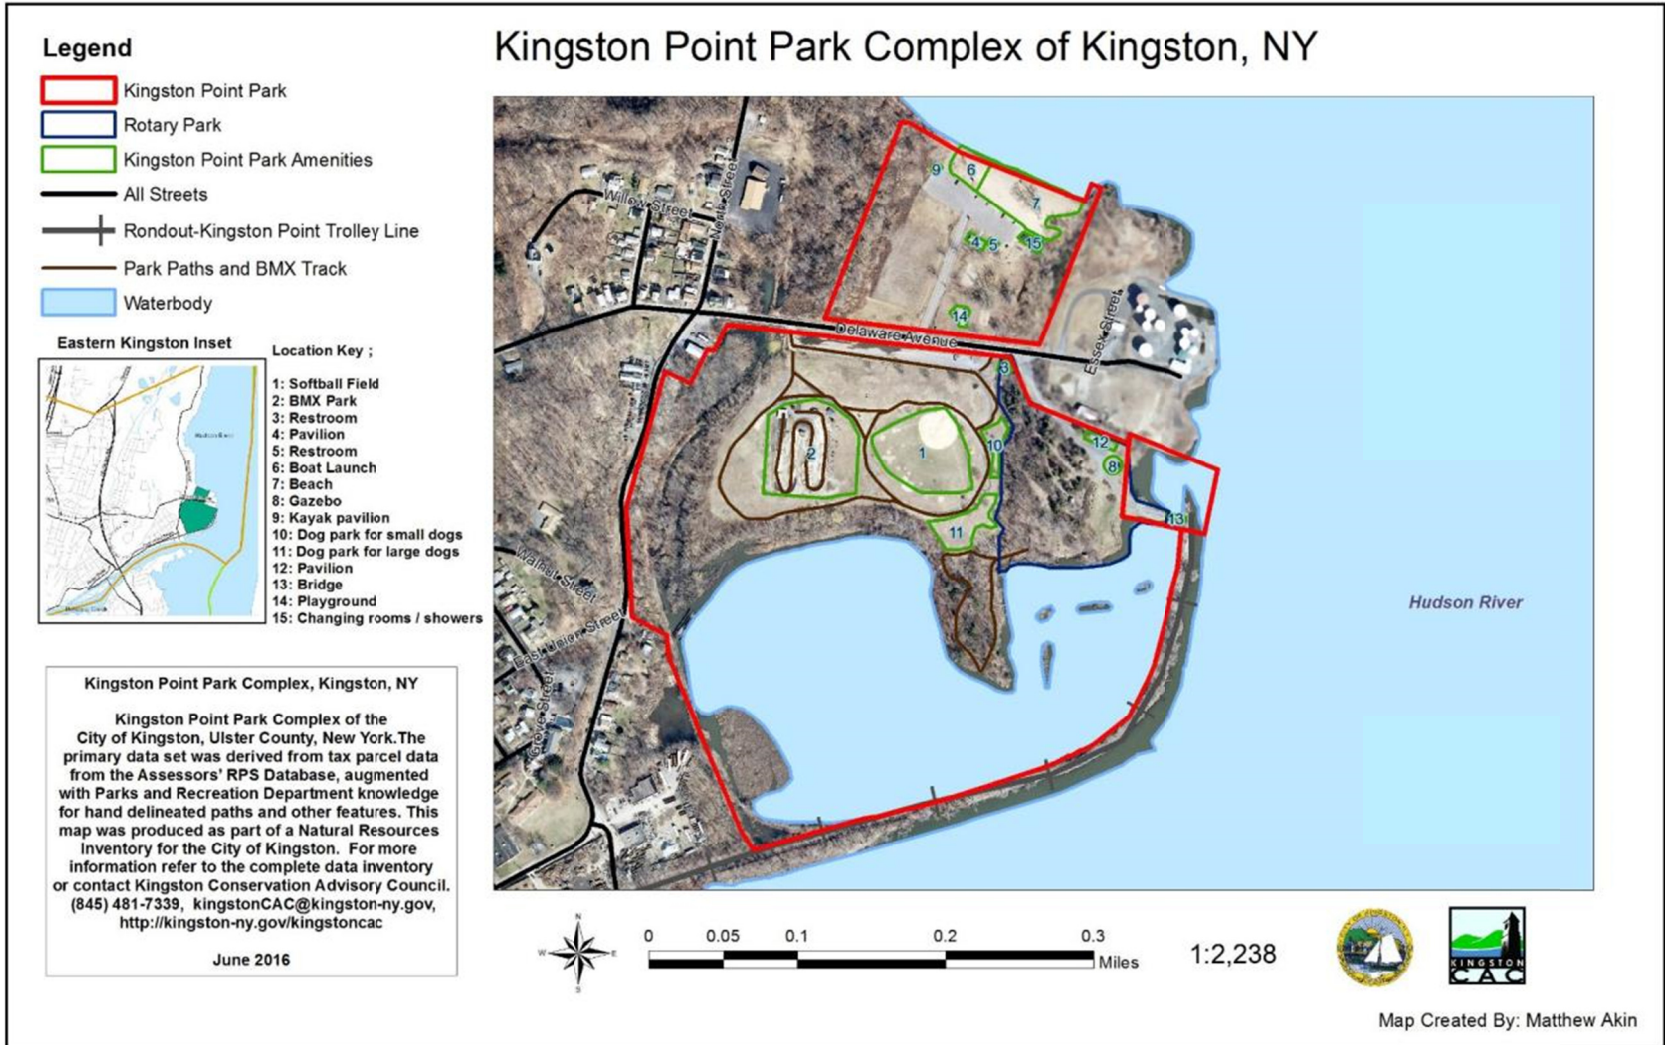 Kingston Point Park Complex of Kingston, NY
Legend
Kingston Point Park
Rotary Park
Kingston Point Park Amenities
All Streets
Rondout-Kingston Point Trolley Line
Park Paths and BMX Track
Waterbody
Eastern Kingston Inset
Hudson River
Location Key ;
1: Softball Field
2: BMX Park
3: Restroom
4: Pavilion
5: Restroom
6: Boat Launch
7: Beach
8: Gazebo
9: Kayak pavilion
10: Dog park for small dogs
11: Dog park for large dogs
12: Pavilion
13: Bridge
14: Playground
15: Changing rooms / showers
Kingston Point Park Complex, Kingston, NY
Kingston Point Park Complex of the
City of Kingston, Ulster County, New York.The
primary data set was derived from tax parcel data
from the Assessors' RPS Database, augmented
with Parks and Recreation Department knowledge
for hand delineated paths and other features. This
map was produced as part of a Natural Resources
Inventory for the City of Kingston. For more
information refer to the complete data inventory
or contact Kingston Conservation Advisory Council.
(845) 481-7339, kingstonCAC@kingston-ny.gov,
http://kingston-ny.gov/kingstoncac
June 2016
Willow Street
North Street
Delaware Avenue
Essex Street
Walnut Street
East Union Street
Grove Street
9
6
7
4
5
15
14
3
2
1
10
12
8
11
13
Hudson River
N
W
E
S
0
0.05
0.1
0.2
0.3
Miles
1:2,238
KINGSTON
CAC
Map Created By: Matthew Akin